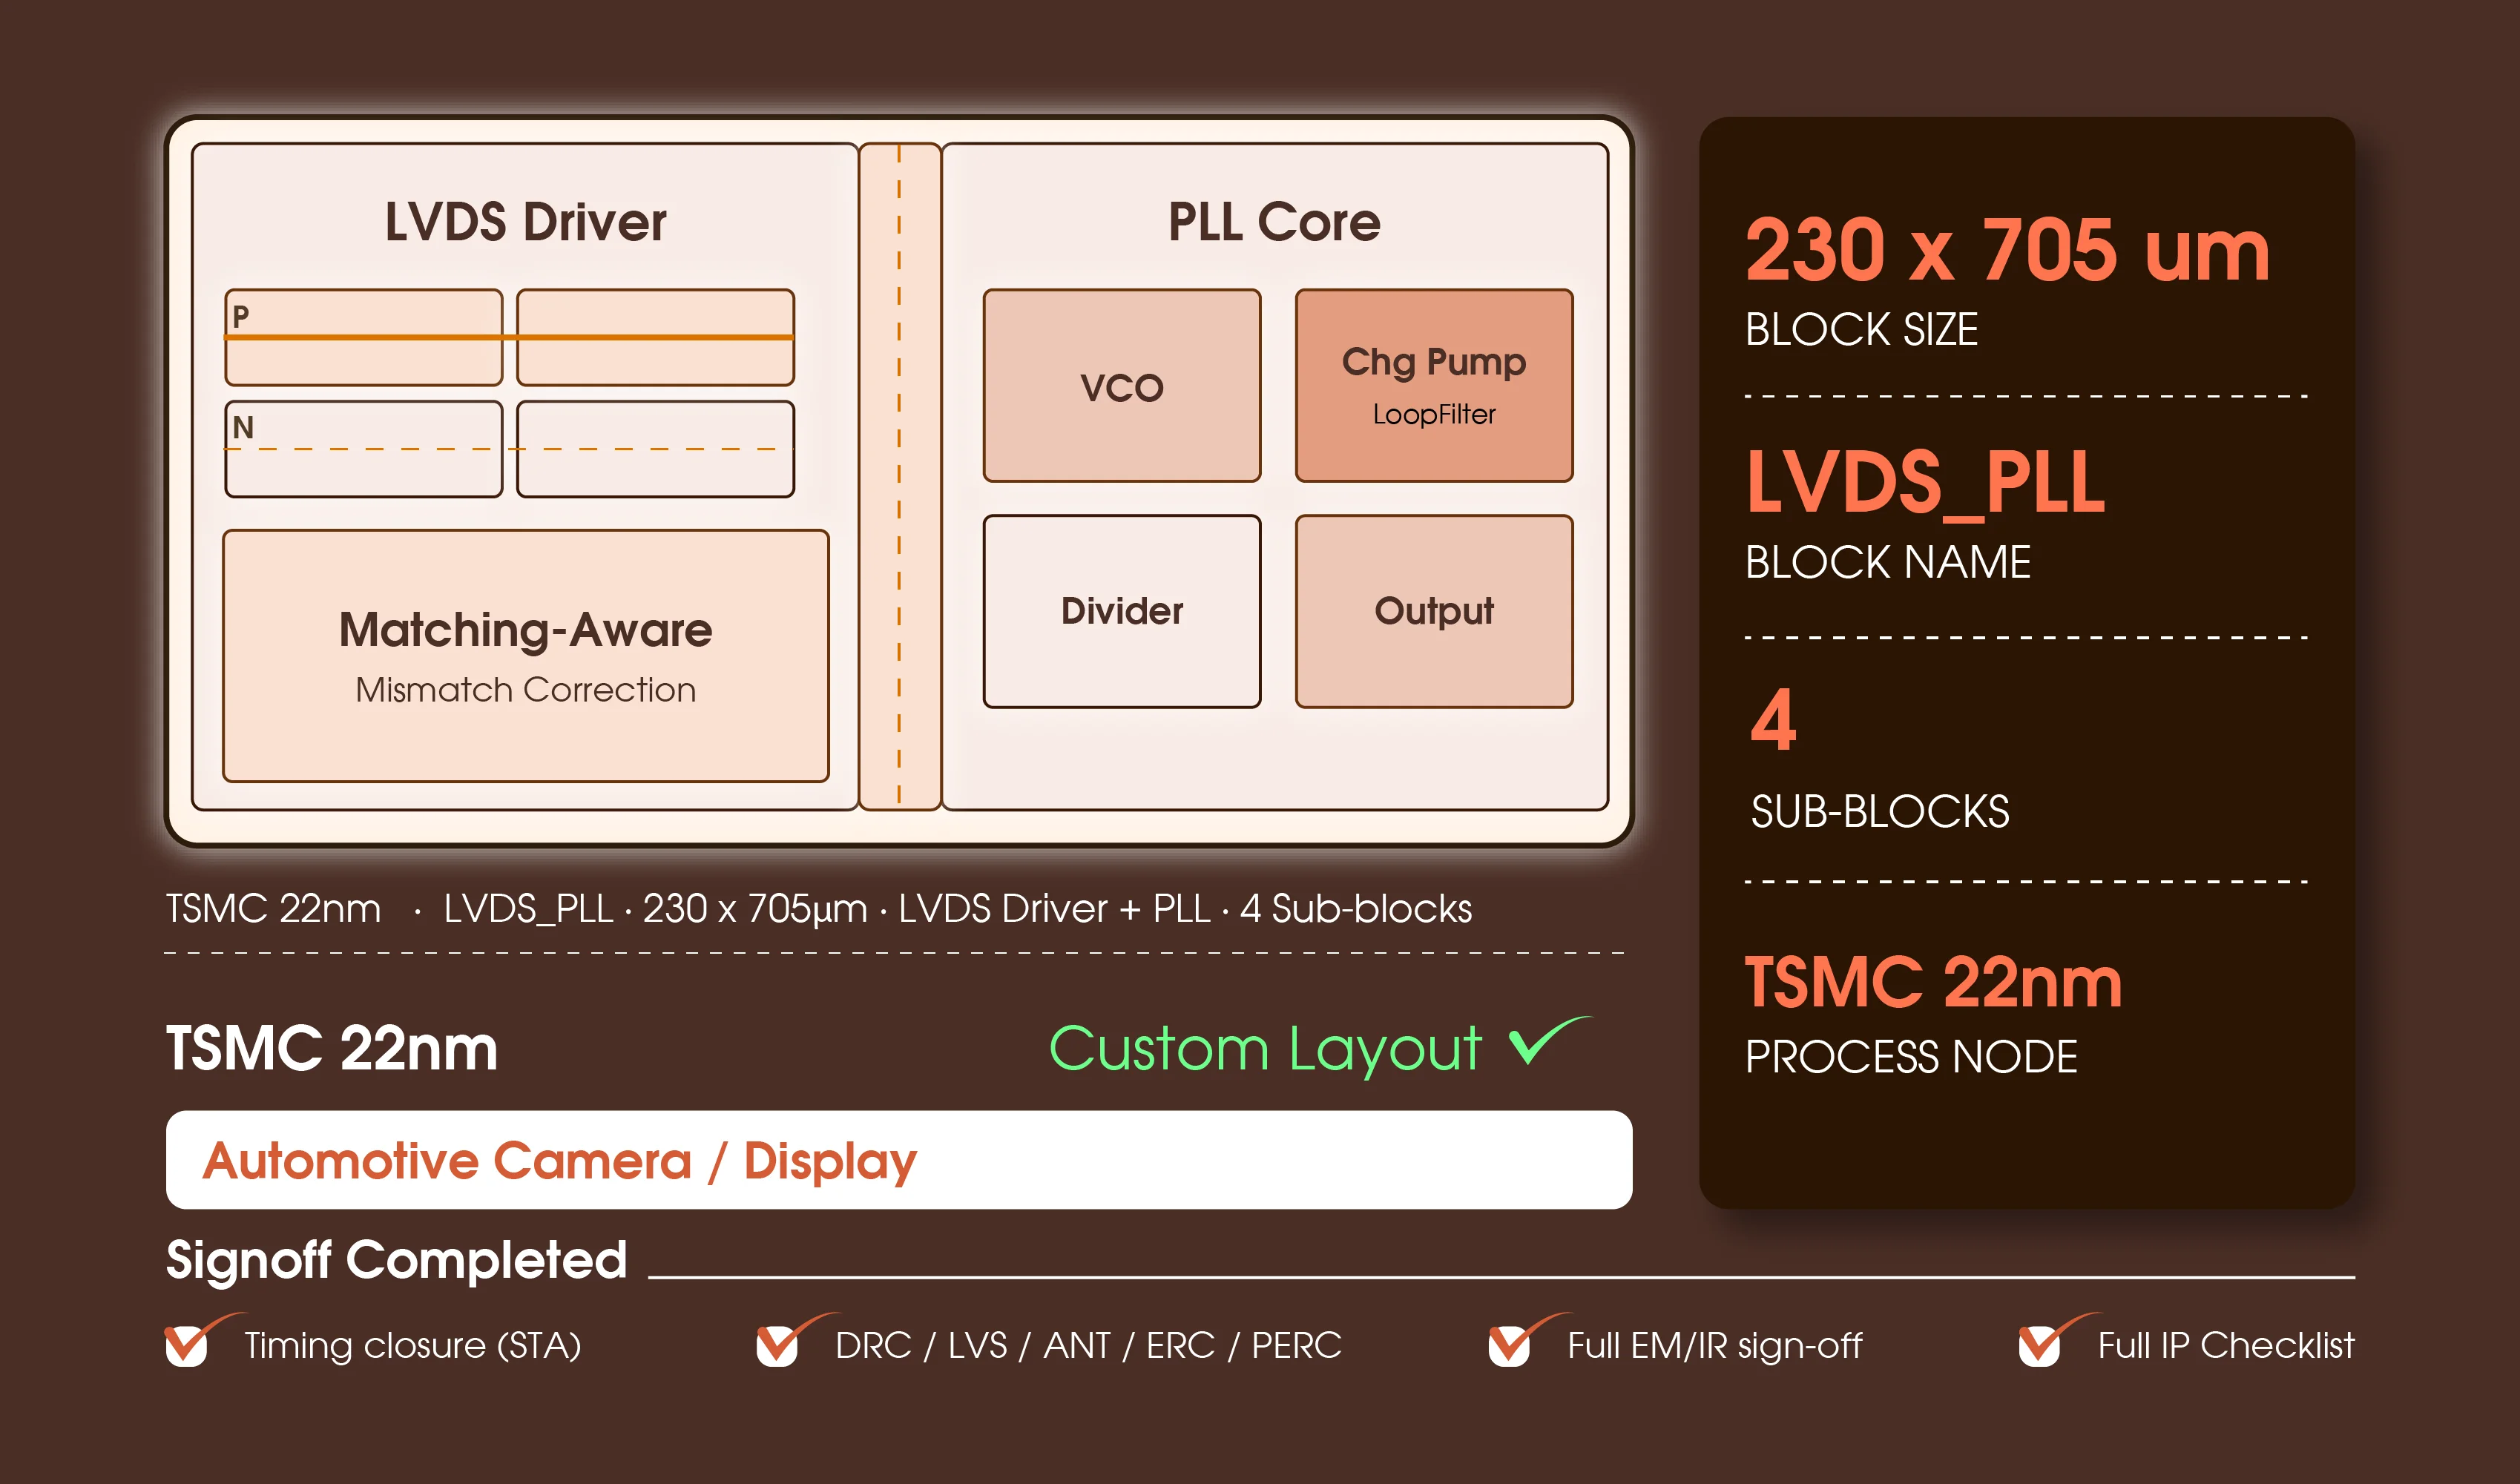 LVDS Driver
P
N
Matching-Aware
Mismatch Correction
PLL Core
VCO
Chg Pump
LoopFilter
Divider
Output
230 x 705 um
BLOCK SIZE
LVDS_PLL
BLOCK NAME
4
SUB-BLOCKS
TSMC 22nm
PROCESS NODE
TSMC 22nm · LVDS_PLL · 230 x 705µm · LVDS Driver + PLL · 4 Sub-blocks
TSMC 22nm
Custom Layout
Automotive Camera / Display
Signoff Completed
Timing closure (STA)
DRC / LVS / ANT / ERC / PERC
Full EM/IR sign-off
Full IP Checklist